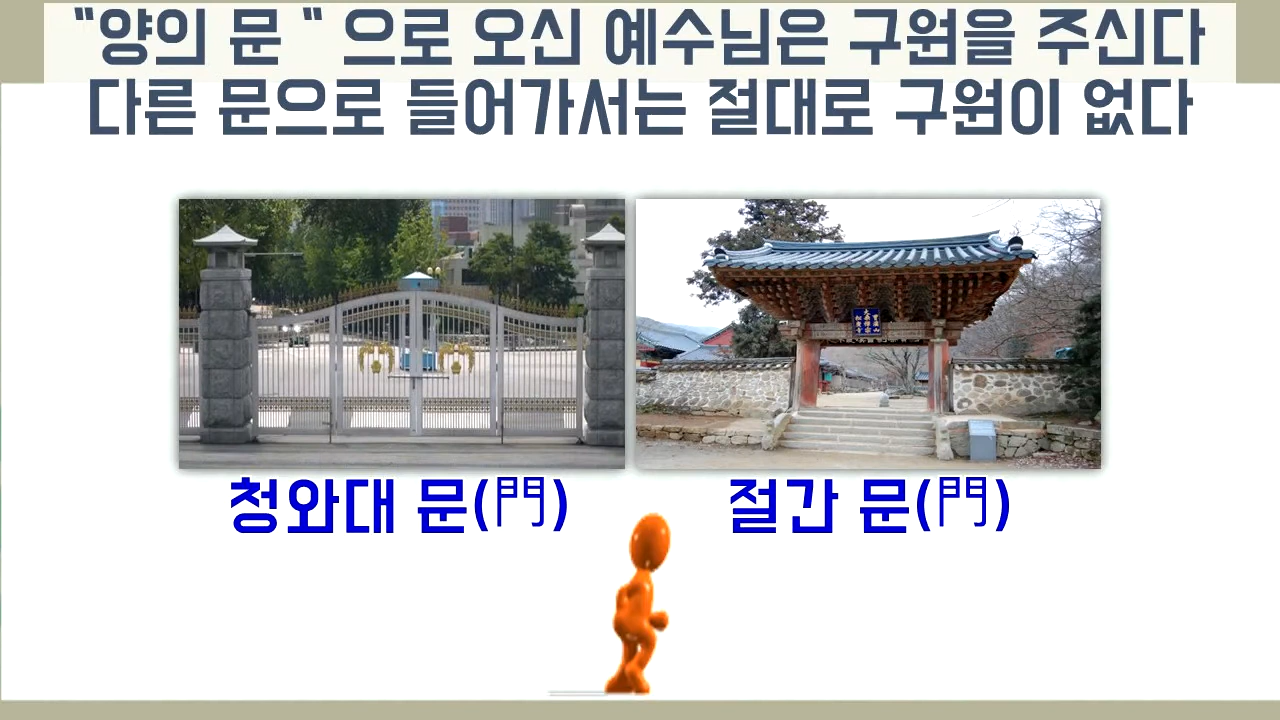 "양의 문 " 으로 오신 예수님은 구원을 주신다
다른 문으로 들어가서는 절대로 구원이 없다
청와대 문(門)
절간 문(門)